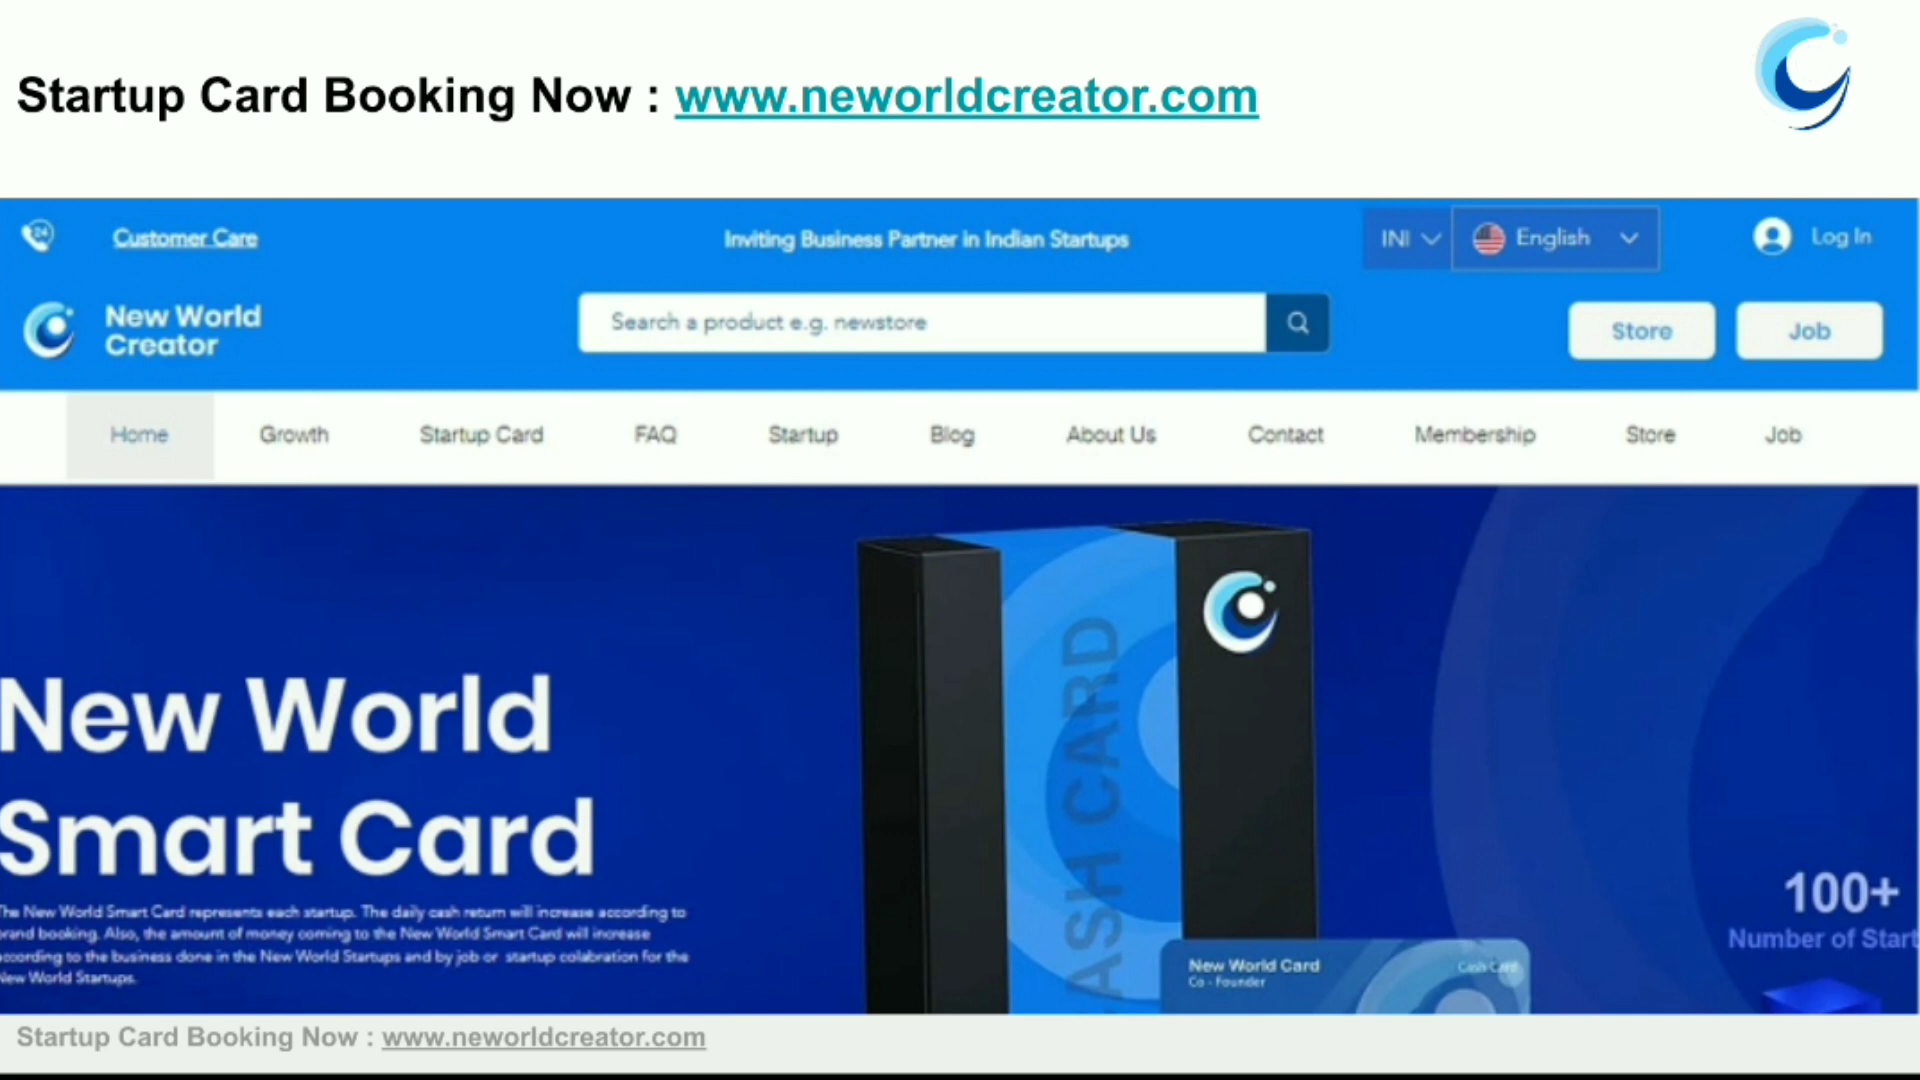 Startup Card Booking Now : www.neworldcreator.com
24
Customer Care
Inviting Business Partner in Indian Startups
INI
English
Log In
New World
Creator
Search a product e.g. newstore
Store
Job
Home
Growth
Startup Card
FAQ
Startup
Blog
About Us
Contact
Membership
Store
Job
New World
Smart Card
The New World Smart Card represents each startup. The daily cash return will increase according to
brand booking. Also, the amount of money coming to the New World Smart Card will increase
according to the business done in the New World Startups and by job or startup colabration for the
New World Startups.
ASH CARD
New World Card
Co - Founder
Cash Card
100+
Number of Start
Startup Card Booking Now : www.neworldcreator.com